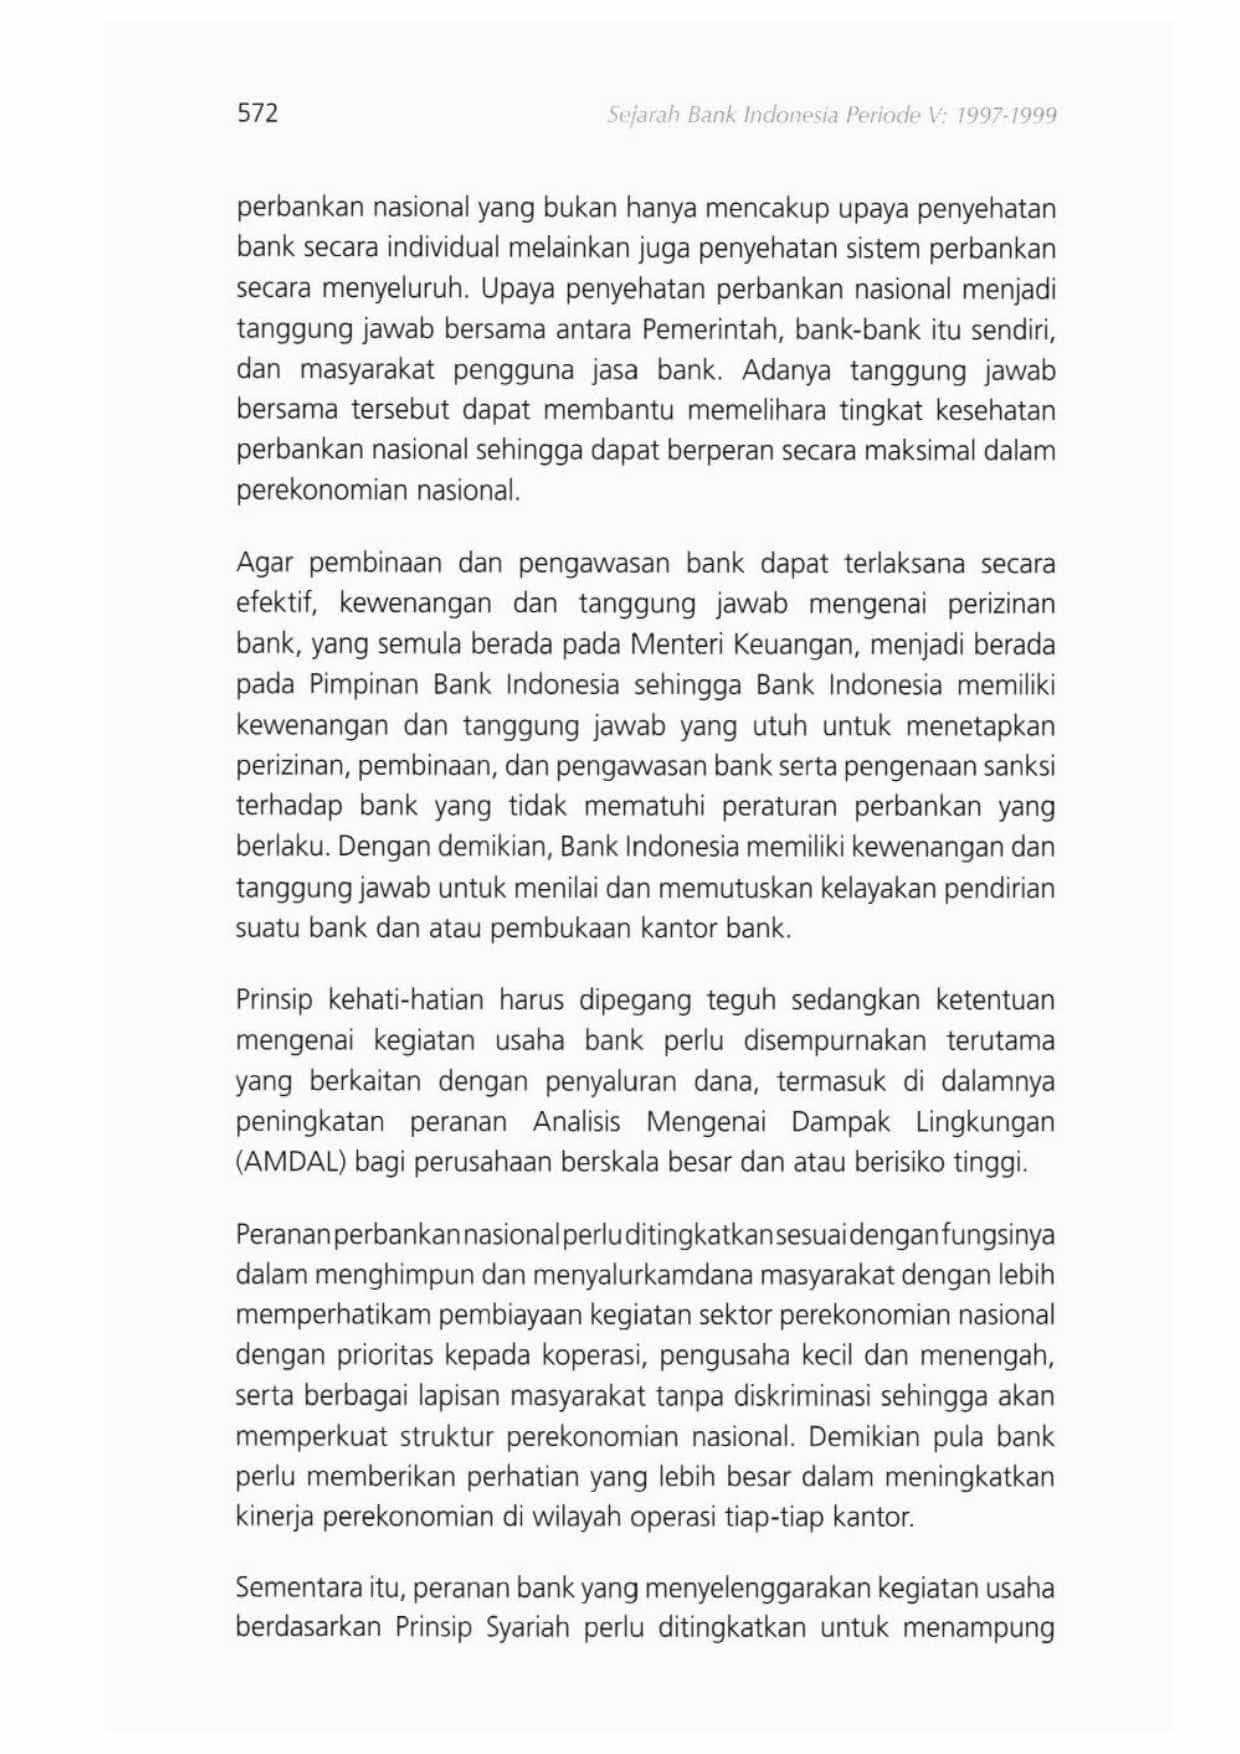 572
Sejarah Bank Indonesia Periode V: 1997-1999
perbankan nasional yang bukan hanya mencakup upaya penyehatan
bank secara individual melainkan juga penyehatan sistem perbankan
secara menyeluruh. Upaya penyehatan perbankan nasional menjadi
tanggung jawab bersama antara Pemerintah, bank-bank itu sendiri,
dan masyarakat pengguna jasa bank. Adanya tanggung jawab
bersama tersebut dapat membantu memelihara tingkat kesehatan
perbankan nasional sehingga dapat berperan secara maksimal dalam
perekonomian nasional.
Agar pembinaan dan pengawasan bank dapat terlaksana secara
efektif, kewenangan dan tanggung jawab mengenai perizinan
bank, yang semula berada pada Menteri Keuangan, menjadi berada
pada Pimpinan Bank Indonesia sehingga Bank Indonesia memiliki
kewenangan dan tanggung jawab yang utuh untuk menetapkan
perizinan, pembinaan, dan pengawasan bank serta pengenaan sanksi
terhadap bank yang tidak mematuhi peraturan perbankan yang
berlaku. Dengan demikian, Bank Indonesia memiliki kewenangan dan
tanggung jawab untuk menilai dan memutuskan kelayakan pendirian
suatu bank dan atau pembukaan kantor bank.
Prinsip kehati-hatian harus dipegang teguh sedangkan ketentuan
mengenai kegiatan usaha bank perlu disempurnakan terutama
yang berkaitan dengan penyaluran dana, termasuk di dalamnya
peningkatan peranan Analisis Mengenai Dampak Lingkungan
(AMDAL) bagi perusahaan berskala besar dan atau berisiko tinggi.
Peranan perbankan nasional perlu ditingkatkan sesuai dengan fungsinya
dalam menghimpun dan menyalurkamdana masyarakat dengan lebih
memperhatikam pembiayaan kegiatan sektor perekonomian nasional
dengan prioritas kepada koperasi, pengusaha kecil dan menengah,
serta berbagai lapisan masyarakat tanpa diskriminasi sehingga akan
memperkuat struktur perekonomian nasional. Demikian pula bank
perlu memberikan perhatian yang lebih besar dalam meningkatkan
kinerja perekonomian di wilayah operasi tiap-tiap kantor.
Sementara itu, peranan bank yang menyelenggarakan kegiatan usaha
berdasarkan Prinsip Syariah perlu ditingkatkan untuk menampung